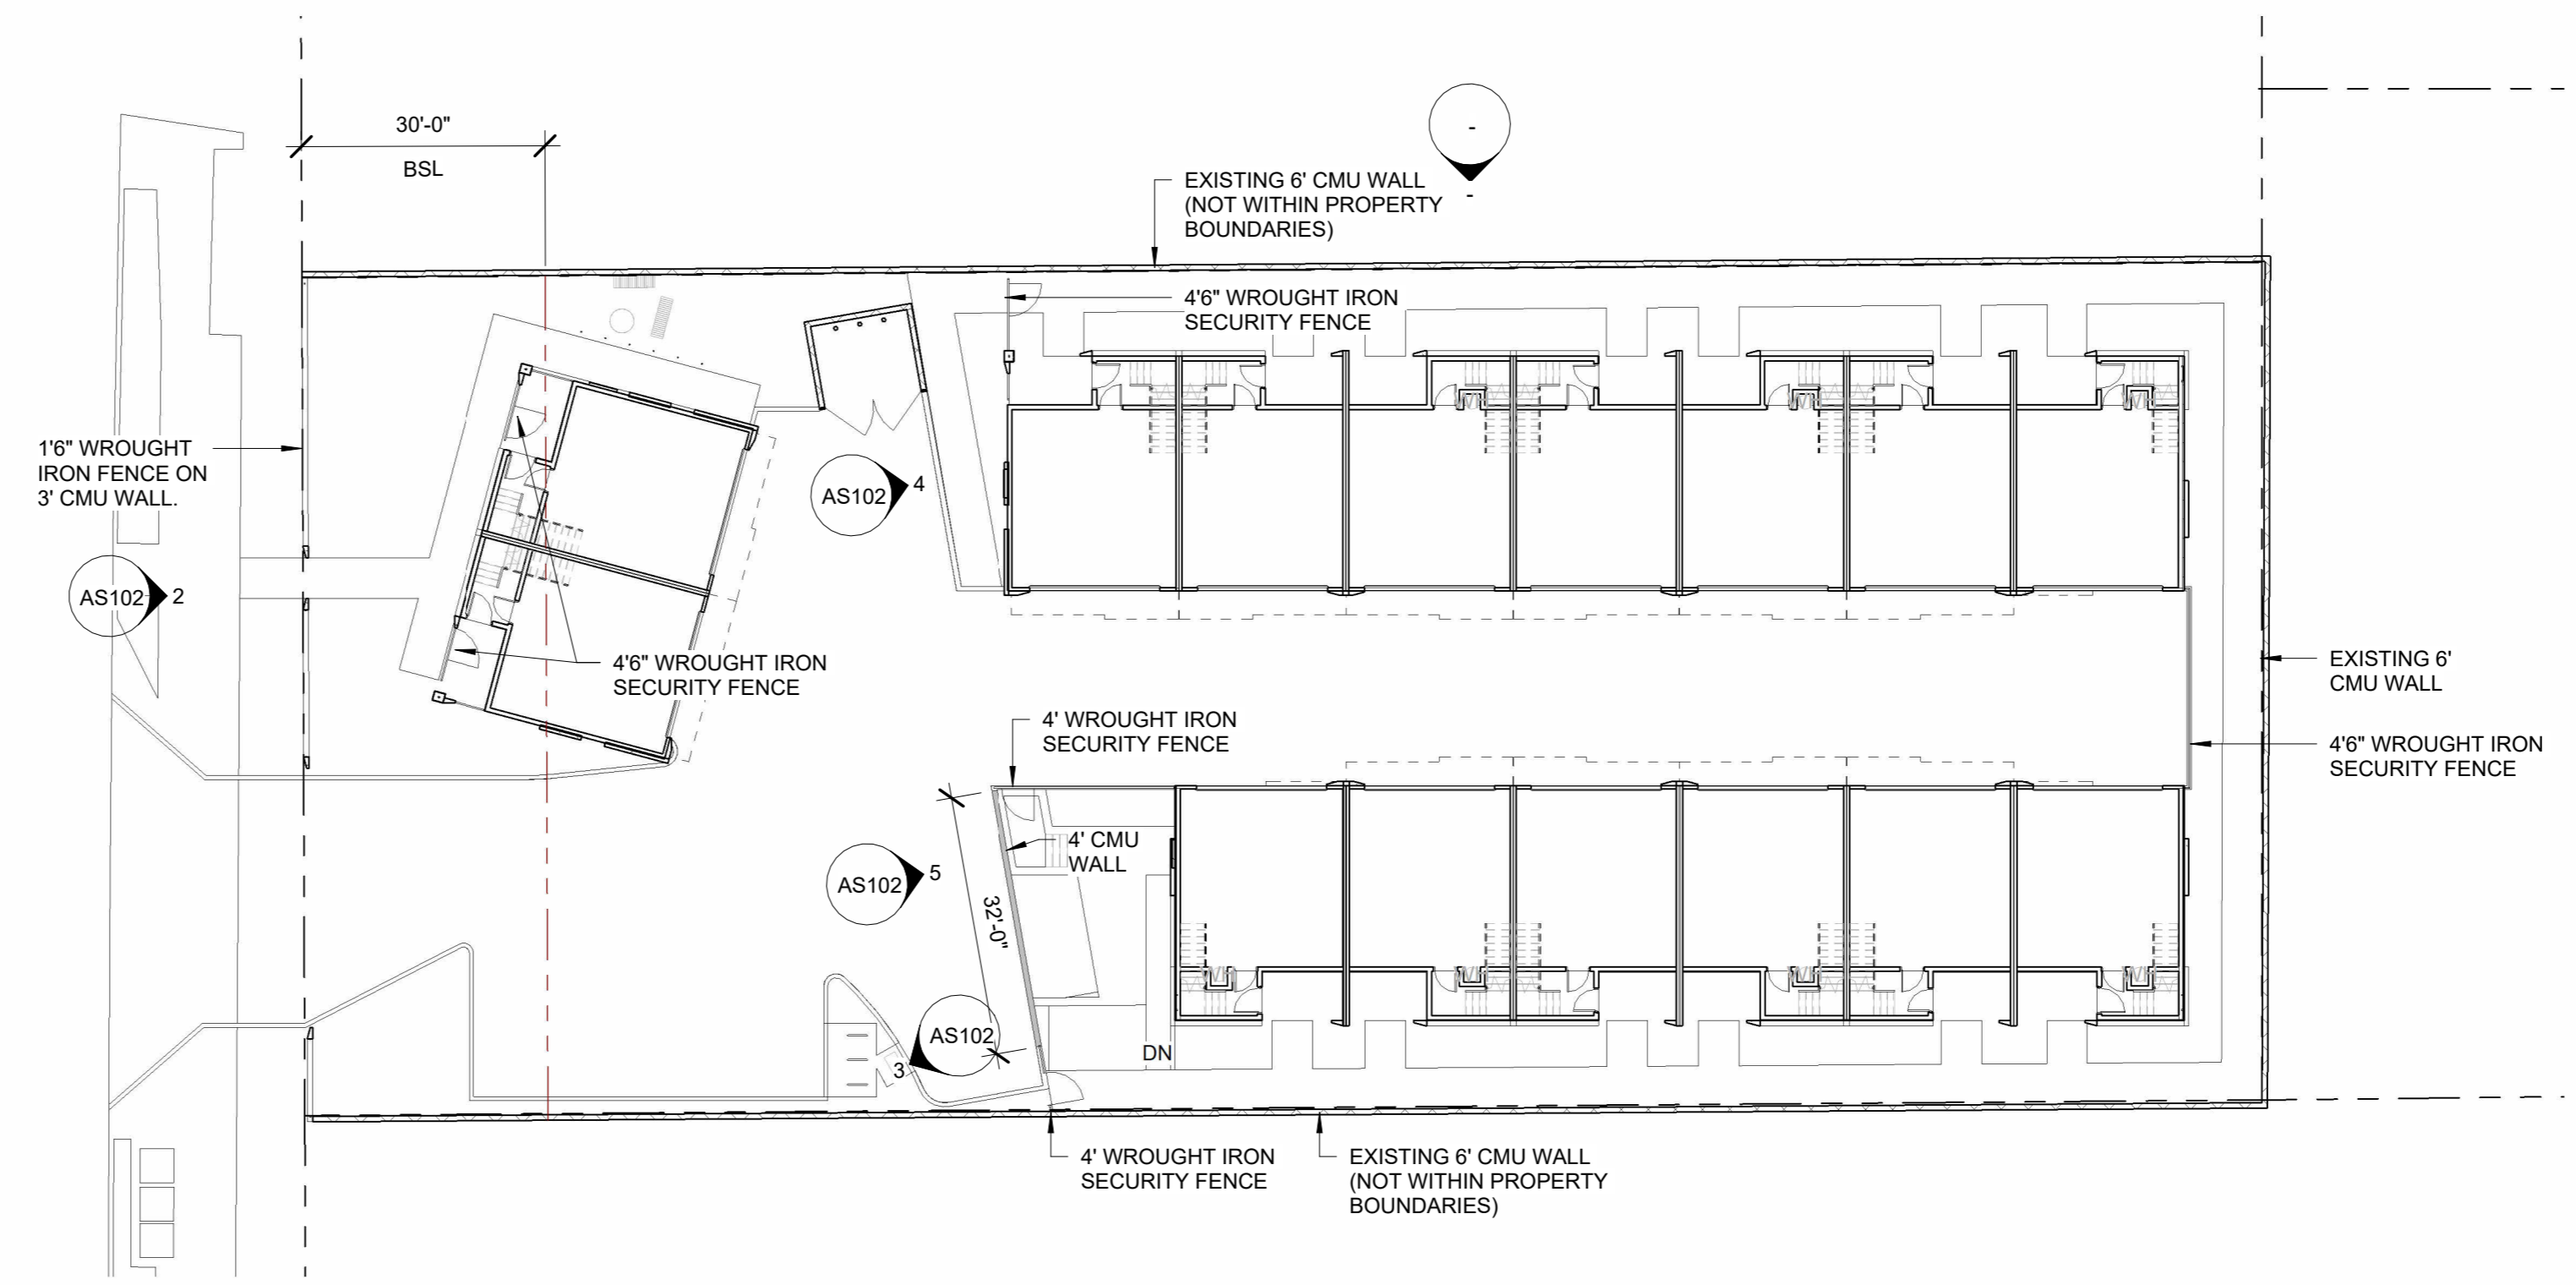 30'-0"
BSL
-
-
EXISTING 6' CMU WALL
(NOT WITHIN PROPERTY
BOUNDARIES)
4'6" WROUGHT IRON
SECURITY FENCE
1'6" WROUGHT
IRON FENCE ON
3' CMU WALL.
AS102
4
AS102
2
4'6" WROUGHT IRON
SECURITY FENCE
EXISTING 6'
CMU WALL
4' WROUGHT IRON
SECURITY FENCE
4'6" WROUGHT IRON
SECURITY FENCE
4' CMU
WALL
AS102
5
32'-0"
AS102
3
DN
4' WROUGHT IRON
SECURITY FENCE
EXISTING 6' CMU WALL
(NOT WITHIN PROPERTY
BOUNDARIES)